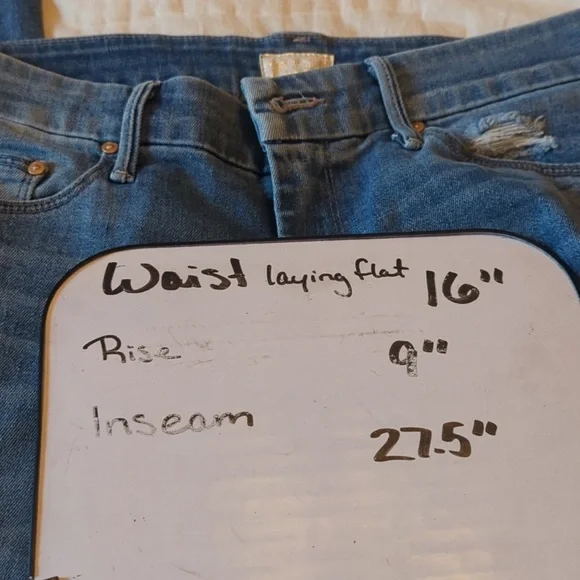 Waist laying flat 16"
Rise 9"
Inseam 27.5"